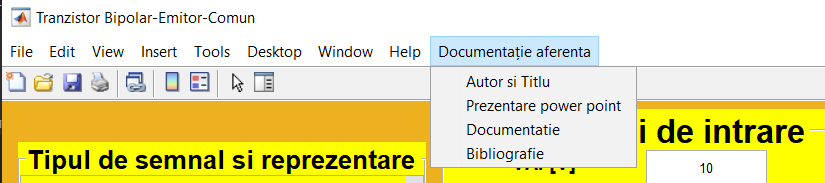 Tranzistor Bipolar-Emitor-Comun
File Edit View Insert Tools Desktop Window Help Documentație aferenta
Autor si Titlu
Prezentare power point
Documentatie
Bibliografie
i de intrare
Tipul de semnal si reprezentare
10